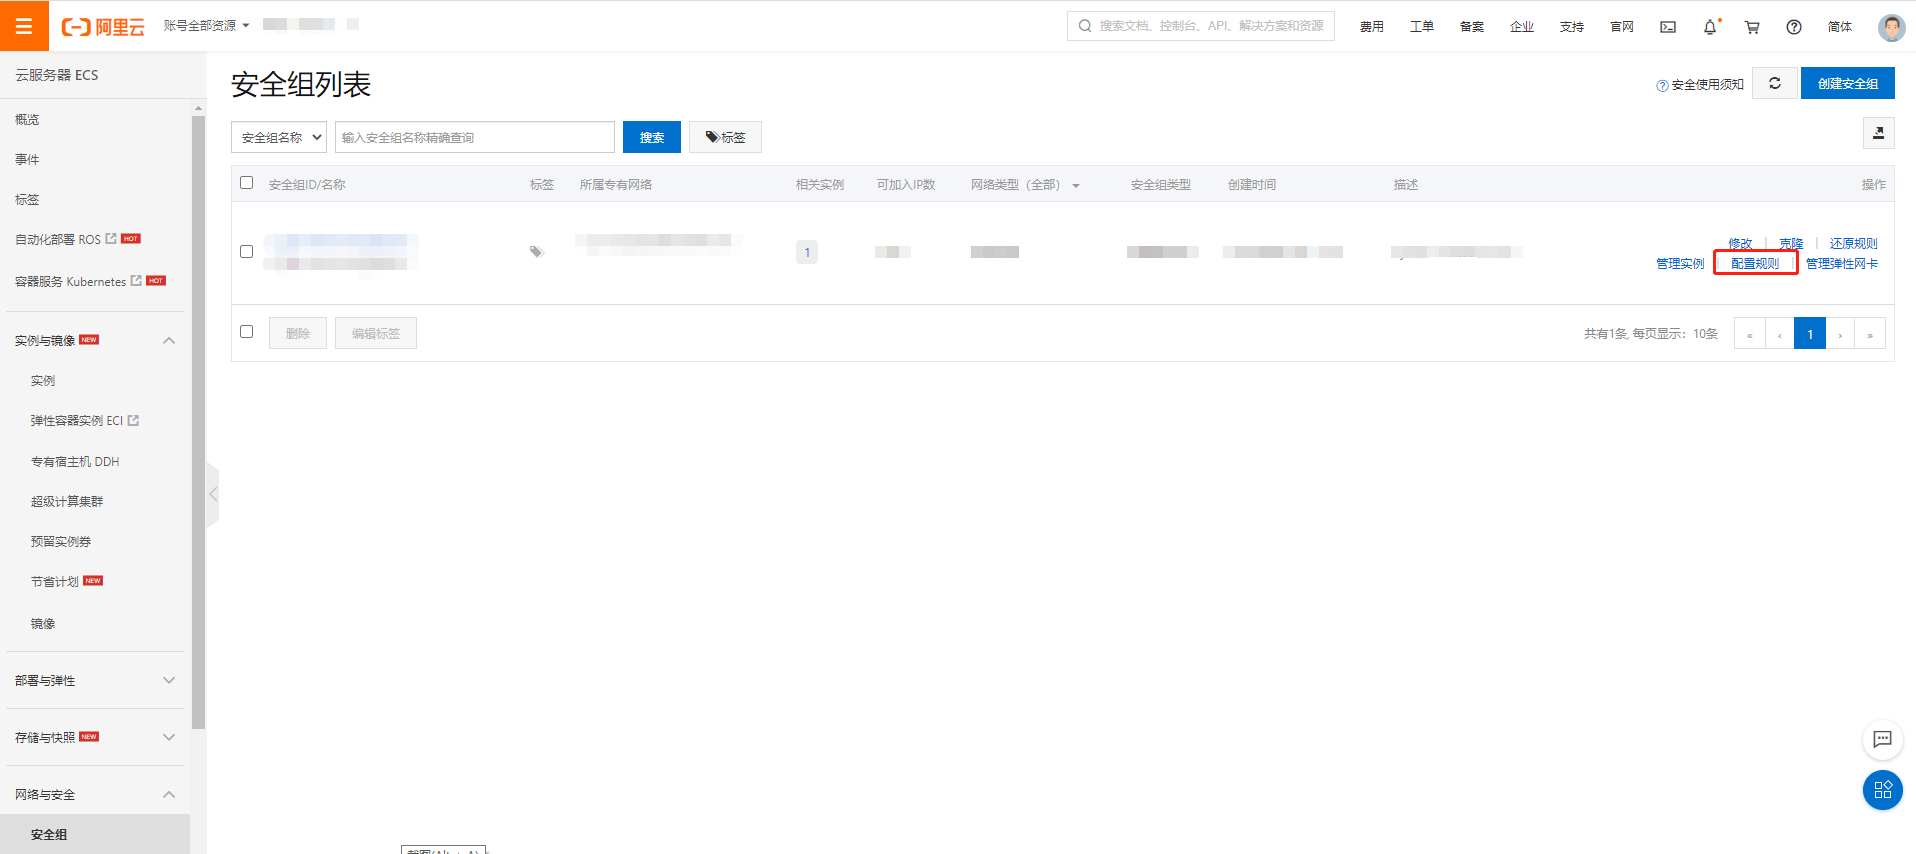 阿里云
账号全部资源
搜索文档、控制台、API、解决方案和资源
费用
工单
备案
企业
支持
官网
简体
云服务器 ECS
概览
事件
标签
自动化部署 ROS HOT
容器服务 Kubernetes HOT
实例与镜像 NEW
实例
弹性容器实例 ECI
专有宿主机 DDH
超级计算集群
预留实例券
节省计划 NEW
镜像
部署与弹性
存储与快照 NEW
网络与安全
安全组
安全组列表
安全使用须知
创建安全组
安全组名称
输入安全组名称精确查询
搜索
标签
安全组ID/名称
标签
所属专有网络
相关实例
可加入IP数
网络类型（全部）
安全组类型
创建时间
描述
操作
1
修改 | 克隆 | 还原规则
管理实例 | 配置规则 | 管理弹性网卡
删除
编辑标签
共有1条, 每页显示：10条
« ‹ 1 › »